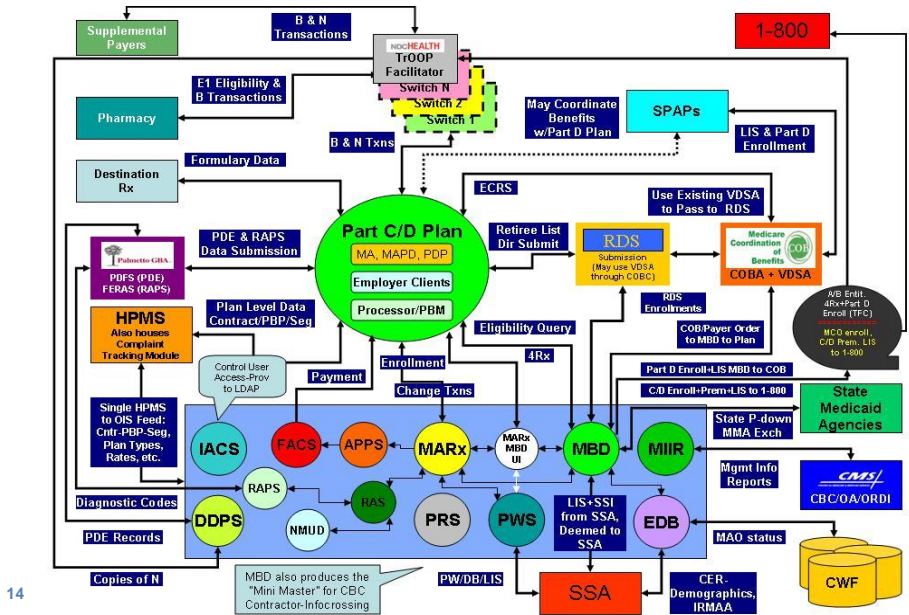 B & N
Transactions
Supplemental
Payers
NDCHEALTH
TrOOP
Facilitator
Switch N
Switch 2
Switch 1
1-800
E1 Eligibility &
B Transactions
Pharmacy
May Coordinate
Benefits
w/Part D Plan
SPAPs
LIS & Part D
Enrollment
B & N Txns
Formulary Data
Destination
Rx
ECRS
Use Existing VDSA
to Pass to RDS
Part C/D Plan
MA, MAPD, PDP
Employer Clients
Processor/PBM
PDE & RAPS
Data Submission
Palmetto GBA
PDFS (PDE)
FERAS (RAPS)
Retiree List
Dir Submit
RDS
Submission
(May use VDSA
through COBC)
Medicare
Coordination
of
Benefits
COB
COBA + VDSA
Plan Level Data
Contract/PBP/Seg
HPMS
Also houses
Complaint
Tracking Module
RDS
Enrollments
A/B Entit.
4Rx+Part D
Enroll (TFC)
MCO enroll,
C/D Prem. LIS
to 1-800
Eligibility Query
COB/Payer Order
to MBD to Plan
Control User
Access-Prov
to LDAP
Payment
Enrollment
4Rx
Change Txns
Part D Enroll+LIS MBD to COB
C/D Enroll+Prem+LIS to 1-800
State
Medicaid
Agencies
Single HPMS
to OIS Feed:
Cntr-PBP-Seg,
Plan Types,
Rates, etc.
State P-down
MMA Exch
IACS
FACS
APPS
MARx
MARx
MBD
UI
MBD
MIIR
Mgmt Info
Reports
CMS
CBC/OA/ORDI
RAPS
RAS
Diagnostic Codes
DDPS
NMUD
PRS
PWS
LIS+SSI
from SSA,
Deemed to
SSA
EDB
PDE Records
MAO status
CWF
Copies of N
MBD also produces the
"Mini Master" for CBC
Contractor-Infocrossing
PW/DB/LIS
SSA
CER-
Demographics,
IRMAA
14